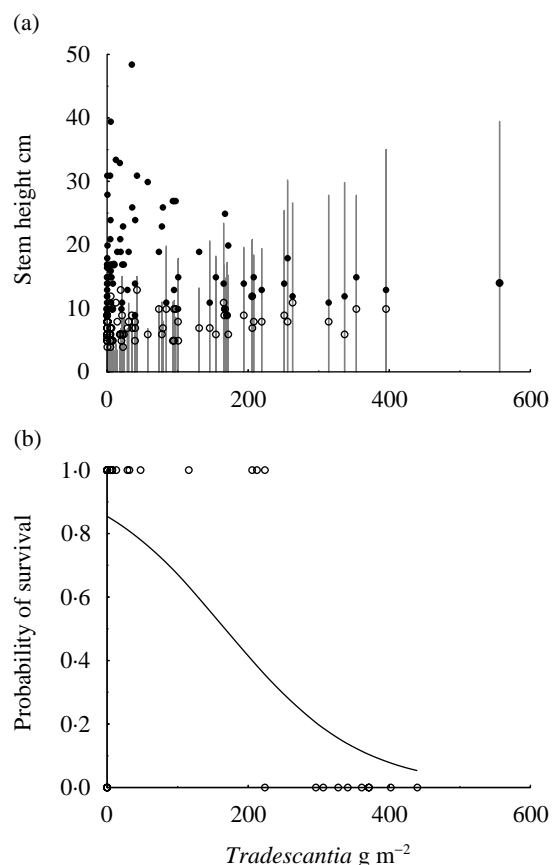 (a)
50
40
30
20
10
0
Stem height cm
0 200 400 600
(b)
1·0
0·8
0·6
0·4
0·2
0·0
Probability of survival
0 200 400 600
Tradescantia g m⁻²